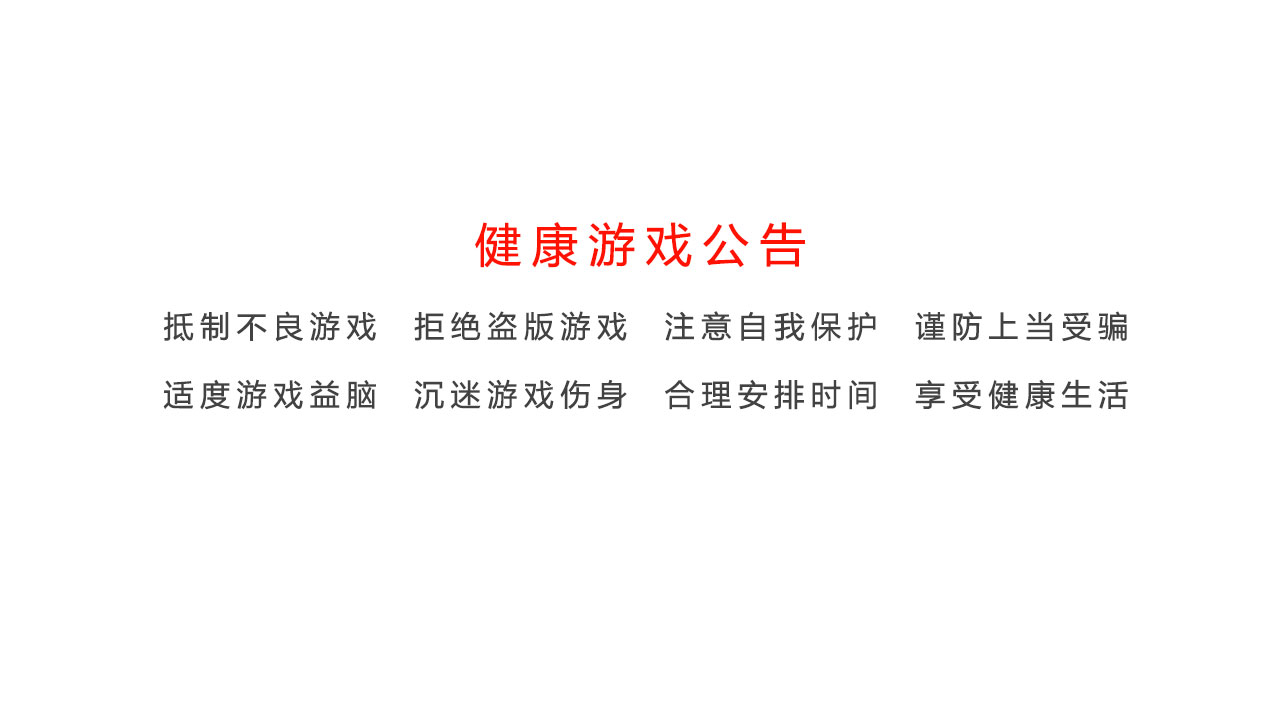 健康游戏公告
抵制不良游戏 拒绝盗版游戏 注意自我保护 谨防上当受骗
适度游戏益脑 沉迷游戏伤身 合理安排时间 享受健康生活